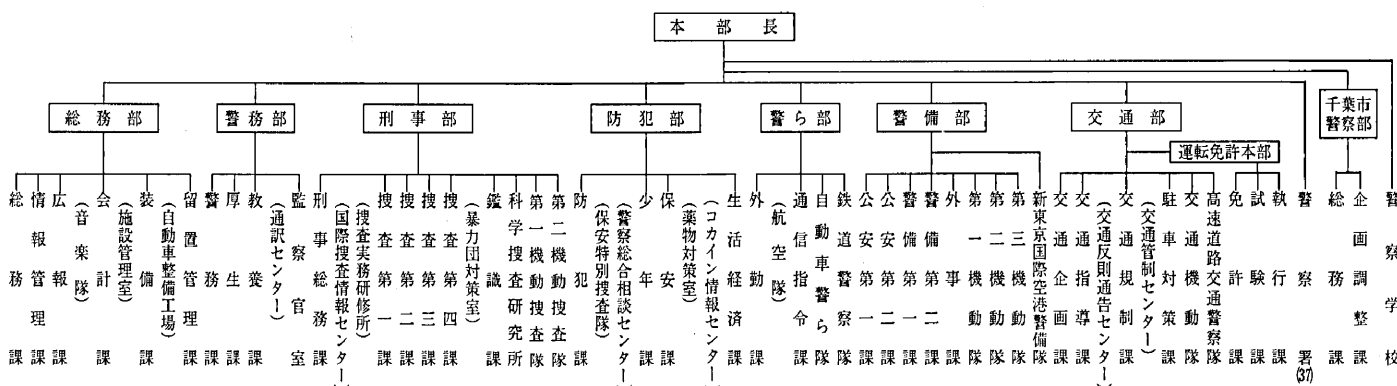 本部長
総務部
警務部
刑事部
防犯部
警ら部
警備部
交通部
千葉市
警察部
運転免許本部
総務課
情報管理課
広報課
(音楽隊)
会計課
(施設管理室)
装備課
(自動車整備工場)
留置管理課
警務課
厚生課
教養課
(通訳センター)
監察官室
刑事総務課
(国際捜査情報センター)
(捜査実務研修所)
捜査第一課
捜査第二課
捜査第三課
捜査第四課
(暴力団対策室)
鑑識課
科学捜査研究所
第一機動捜査隊
第二機動捜査隊
防犯課
(保安特別捜査隊)
(警察総合相談センター)
少年課
保安課
(薬物対策室)
(コカイン情報センター)
生活経済課
外勤課
(航空隊)
通信指令課
自動車警ら隊
鉄道警察隊
公安第一課
公安第二課
警備第一課
警備第二課
外事課
第一機動隊
第二機動隊
第三機動隊
新東京国際空港警備隊
交通企画課
交通指導課
(交通反則通告センター)
交通規制課
(交通管制センター)
駐車対策課
交通機動隊
高速道路交通警察隊
免許課
試験課
執行課
警察署(37)
総務課
企画調整課
警察学校